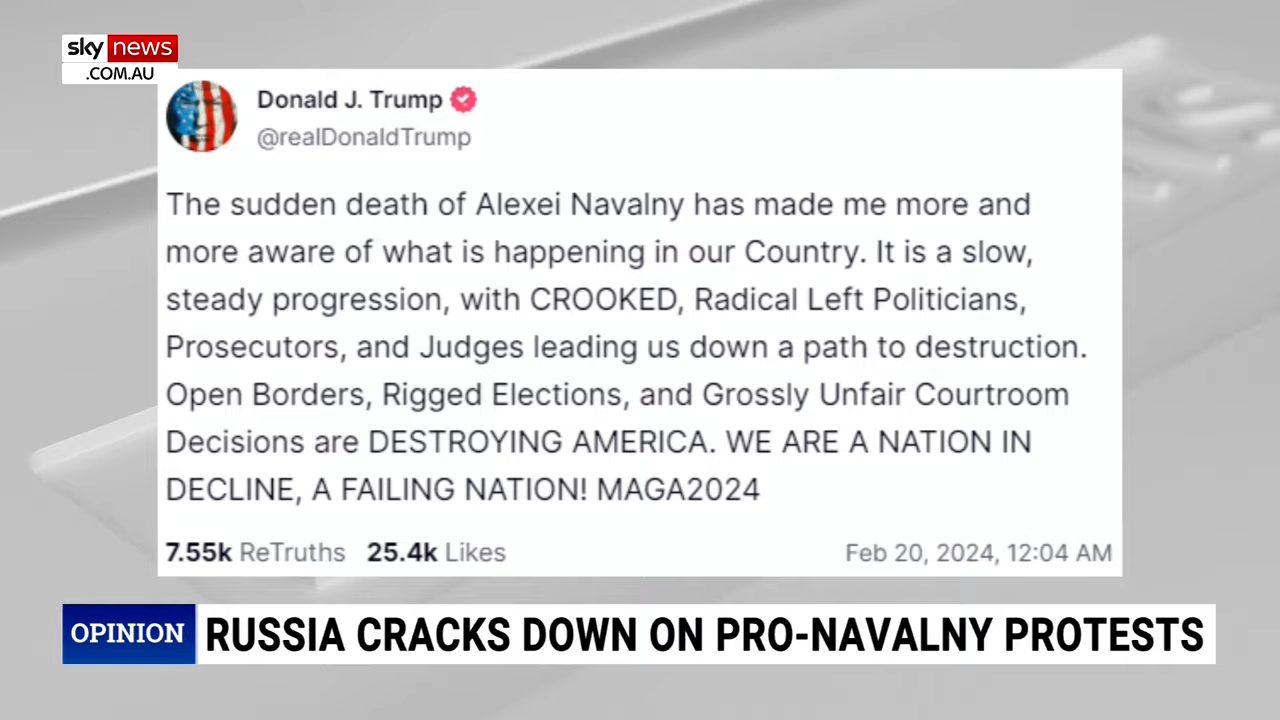 sky news
.COM.AU
Donald J. Trump
@realDonaldTrump
The sudden death of Alexei Navalny has made me more and
more aware of what is happening in our Country. It is a slow,
steady progression, with CROOKED, Radical Left Politicians,
Prosecutors, and Judges leading us down a path to destruction.
Open Borders, Rigged Elections, and Grossly Unfair Courtroom
Decisions are DESTROYING AMERICA. WE ARE A NATION IN
DECLINE, A FAILING NATION! MAGA2024
7.55k ReTruths 25.4k Likes Feb 20, 2024, 12:04 AM
OPINION RUSSIA CRACKS DOWN ON PRO-NAVALNY PROTESTS